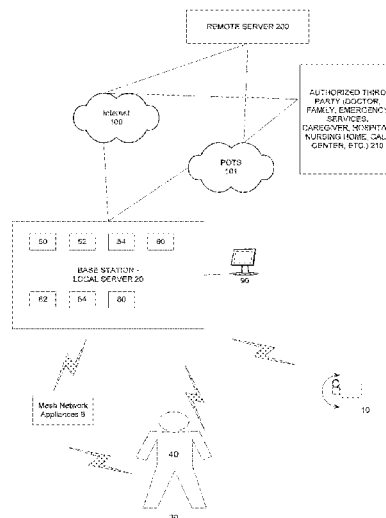 REMOTE SERVER 200
Internet
100
AUTHORIZED THIRD
PARTY (DOCTOR,
FAMILY, EMERGENCY
SERVICES,
CAREGIVER, HOSPITAL
NURSING HOME, CALL
CENTER, ETC.) 210
POTS
101
50 52 54 60
BASE STATION -
LOCAL SERVER 20
90
62 64 80
Mesh Network
Appliances 8
10
40
30